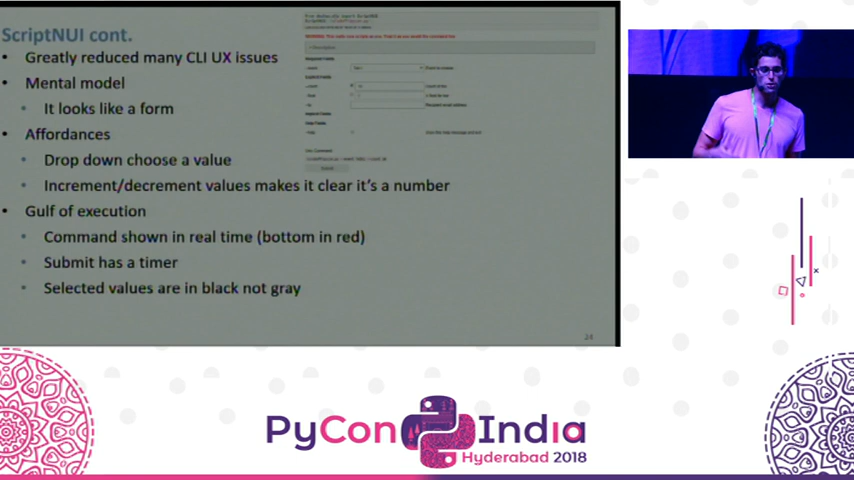 ScriptNUI cont.
• Greatly reduced many CLI UX issues
• Mental model
• It looks like a form
• Affordances
• Drop down choose a value
• Increment/decrement values makes it clear it's a number
• Gulf of execution
• Command shown in real time (bottom in red)
• Submit has a timer
• Selected values are in black not gray
24
PyConIndia
Hyderabad 2018